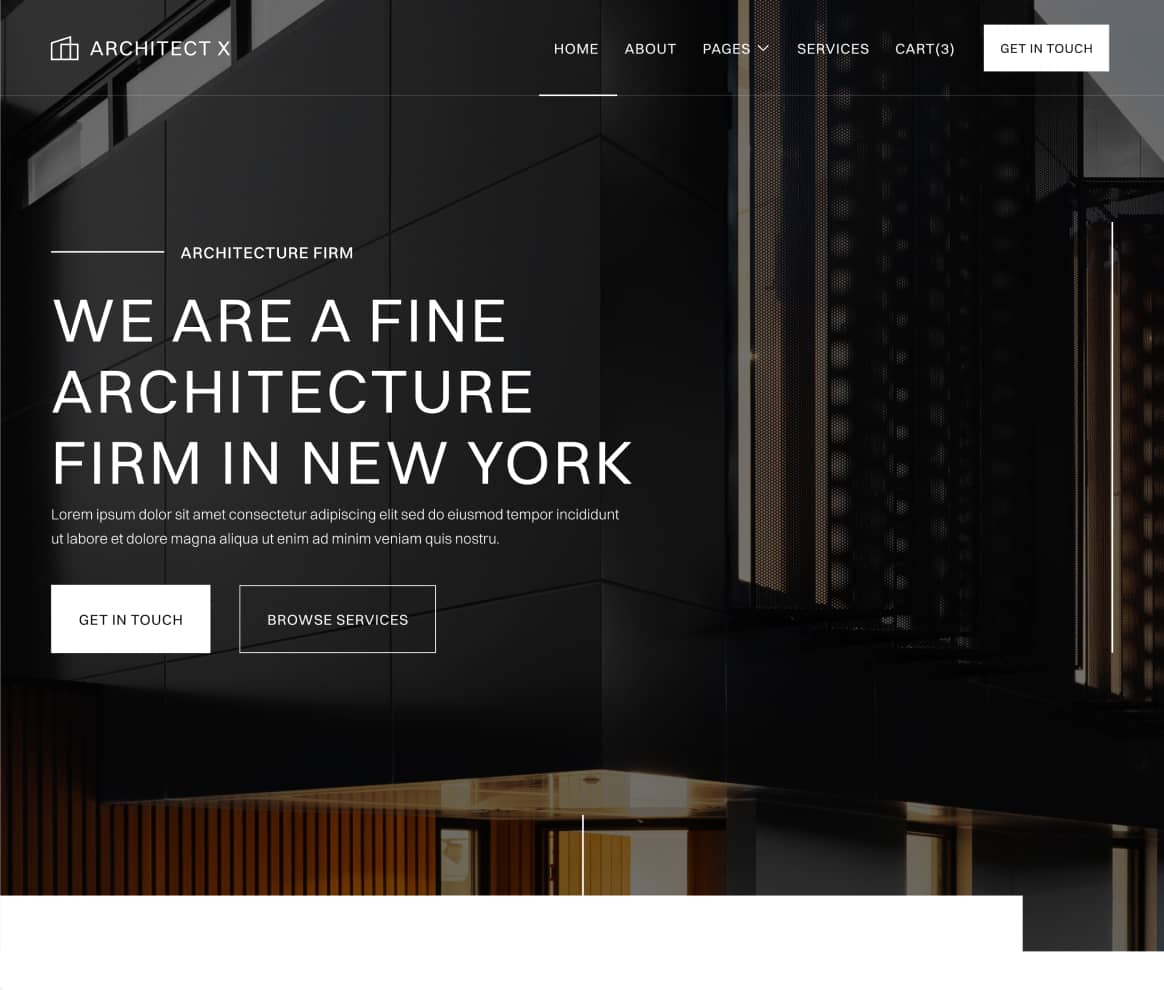 ARCHITECT X
HOME ABOUT PAGES SERVICES CART(3) GET IN TOUCH
ARCHITECTURE FIRM
WE ARE A FINE
ARCHITECTURE
FIRM IN NEW YORK
Lorem ipsum dolor sit amet consectetur adipiscing elit sed do eiusmod tempor incididunt
ut labore et dolore magna aliqua ut enim ad minim veniam quis nostru.
GET IN TOUCH BROWSE SERVICES